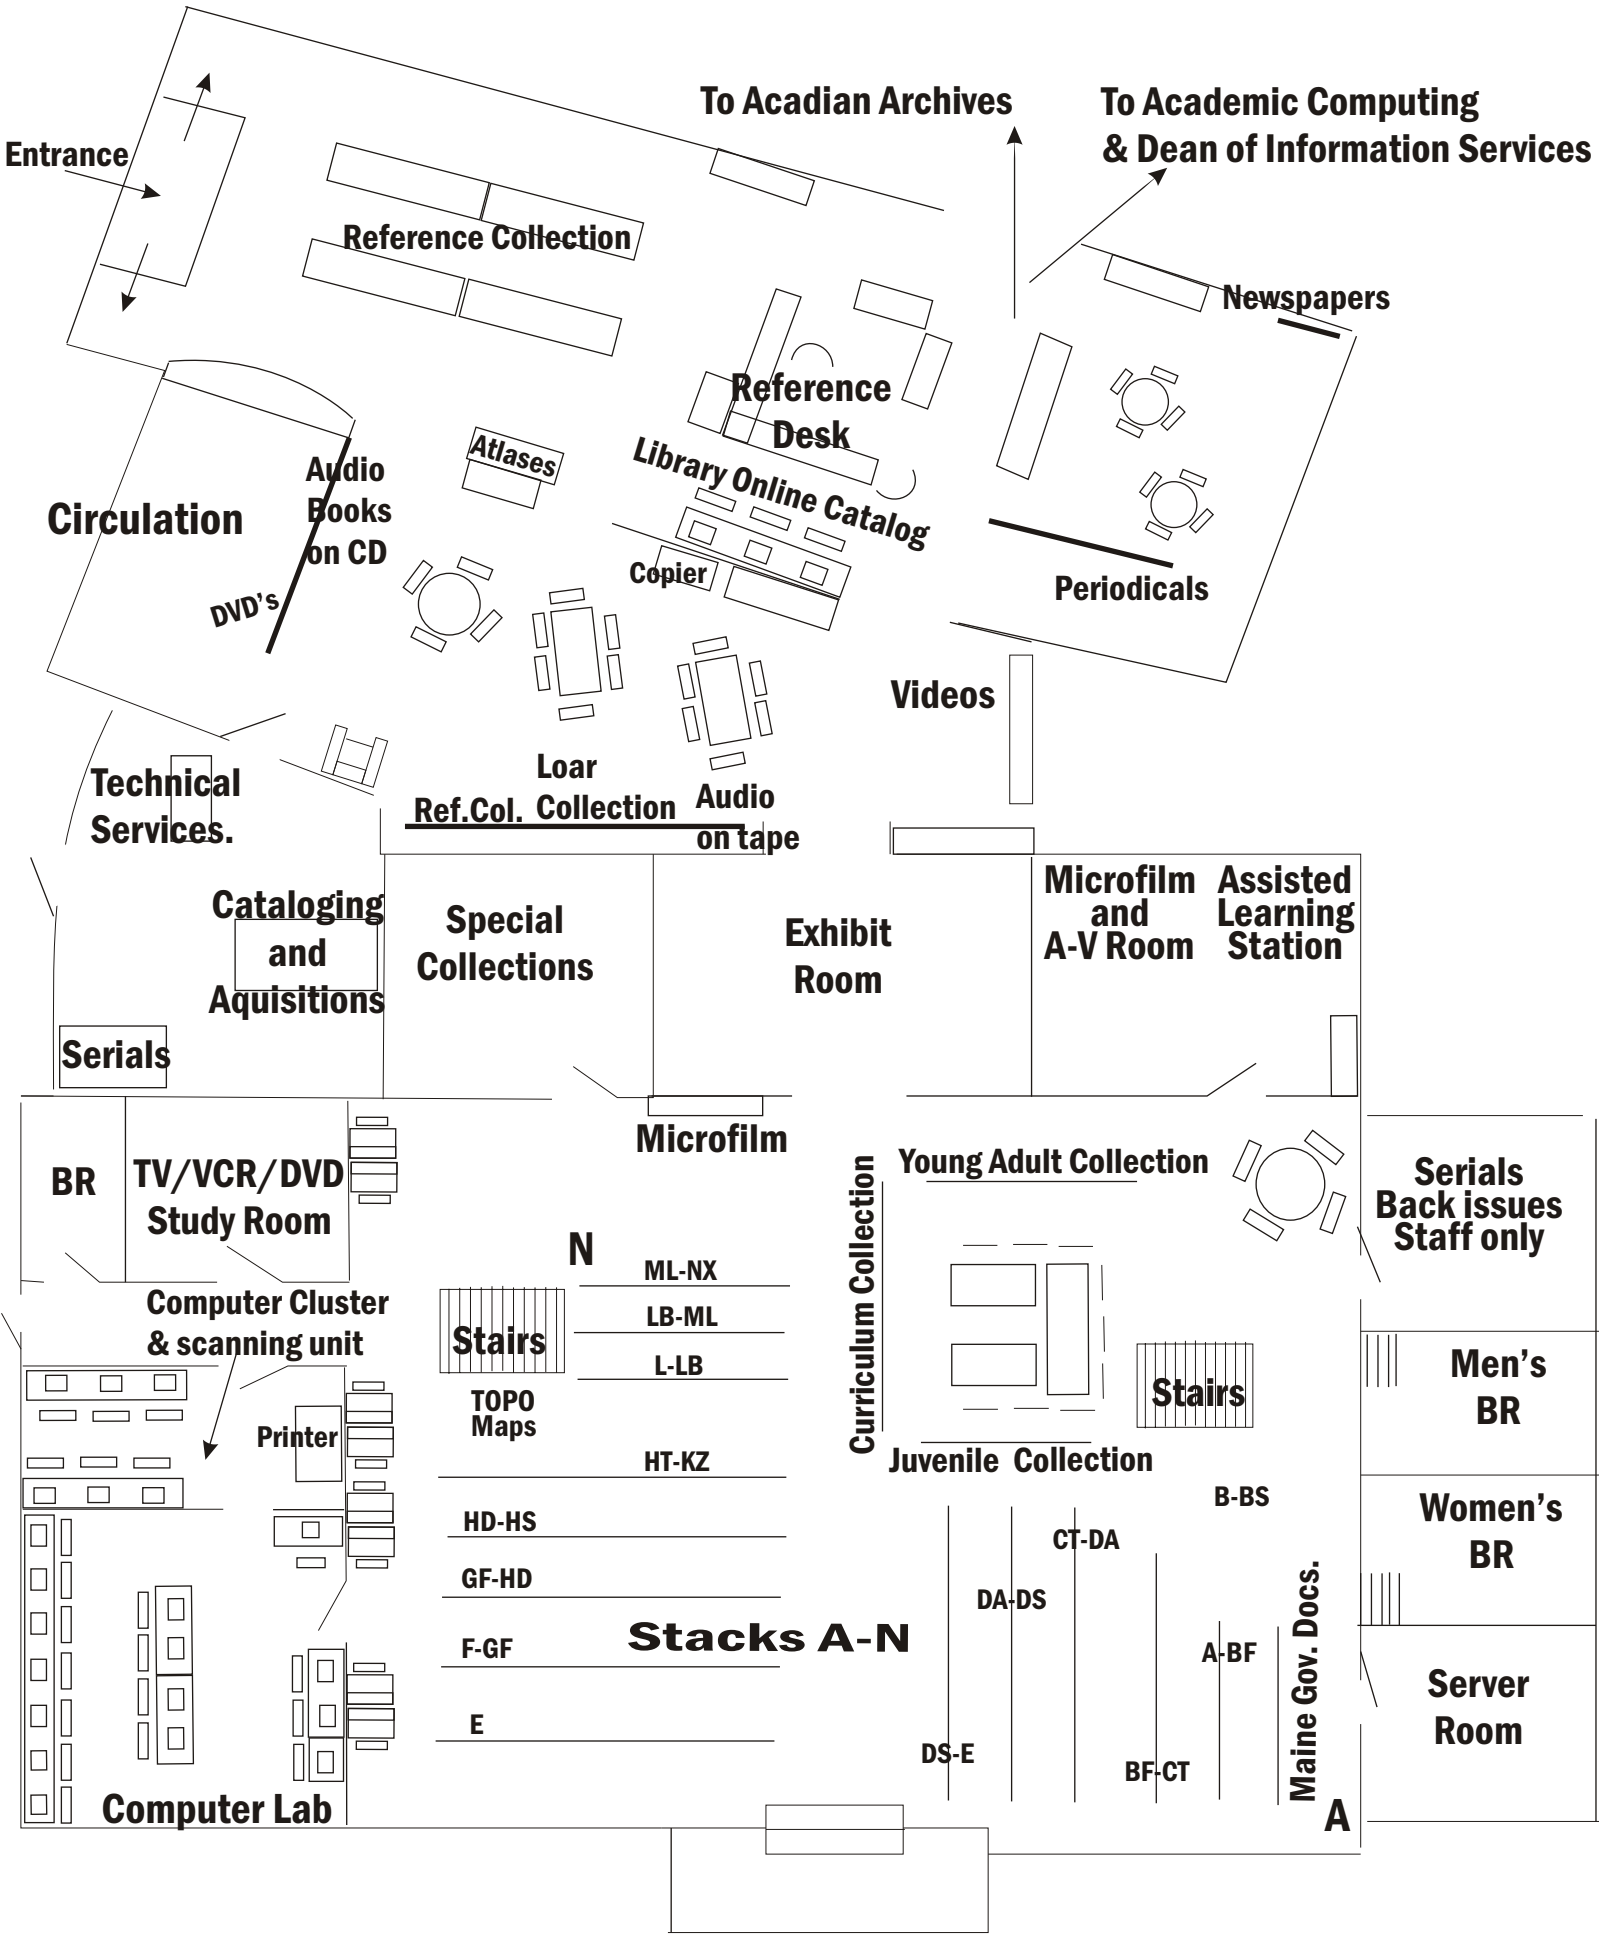 To Acadian Archives
To Academic Computing
& Dean of Information Services
Entrance
Reference Collection
Newspapers
Reference
Desk
Atlases
Library Online Catalog
Audio
Books
on CD
Circulation
DVD's
Copier
Periodicals
Videos
Technical
Services.
Loar
Collection
Ref.Col.
Audio
on tape
Cataloging
and
Aquisitions
Special
Collections
Exhibit
Room
Microfilm
and
A-V Room
Assisted
Learning
Station
Serials
Microfilm
BR
TV/VCR/DVD
Study Room
Young Adult Collection
Curriculum Collection
Serials
Back issues
Staff only
N
ML-NX
LB-ML
L-LB
Computer Cluster
& scanning unit
Stairs
TOPO
Maps
Stairs
Men's
BR
Printer
Juvenile Collection
HT-KZ
HD-HS
GF-HD
F-GF
E
Stacks A-N
B-BS
CT-DA
DA-DS
A-BF
DS-E
BF-CT
Maine Gov. Docs.
A
Women's
BR
Server
Room
Computer Lab